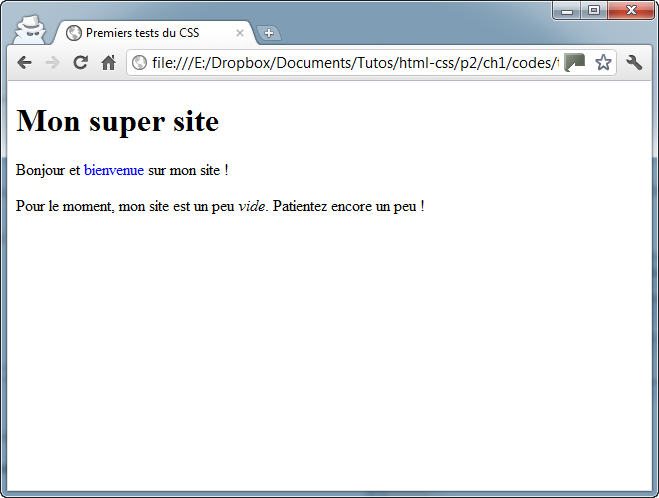 Premiers tests du CSS
file:///E:/Dropbox/Documents/Tutos/html-css/p2/ch1/codes/
Mon super site
Bonjour et bienvenue sur mon site !
Pour le moment, mon site est un peu vide. Patientez encore un peu !